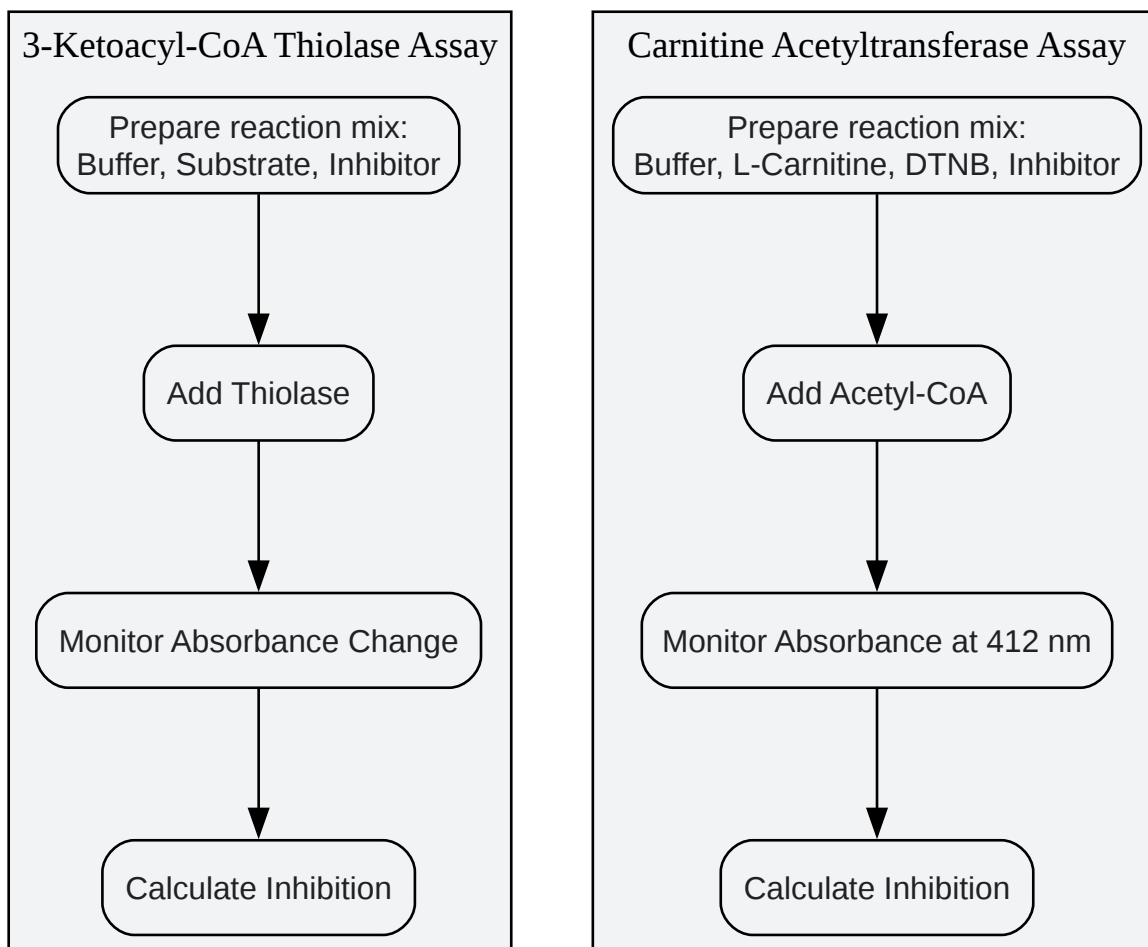 3-Ketoacyl-CoA Thiolase Assay
Prepare reaction mix:
Buffer, Substrate, Inhibitor
Add Thiolase
Monitor Absorbance Change
Calculate Inhibition
Carnitine Acetyltransferase Assay
Prepare reaction mix:
Buffer, L-Carnitine, DTNB, Inhibitor
Add Acetyl-CoA
Monitor Absorbance at 412 nm
Calculate Inhibition